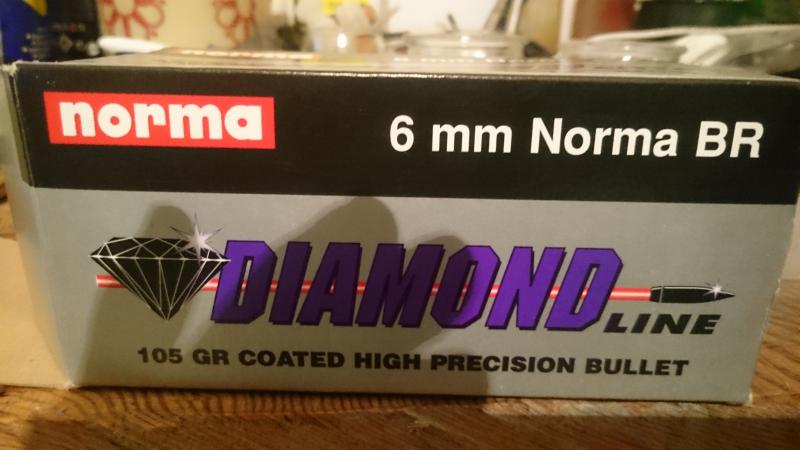 norma
6 mm Norma BR
DIAMOND
LINE
105 GR COATED HIGH PRECISION BULLET